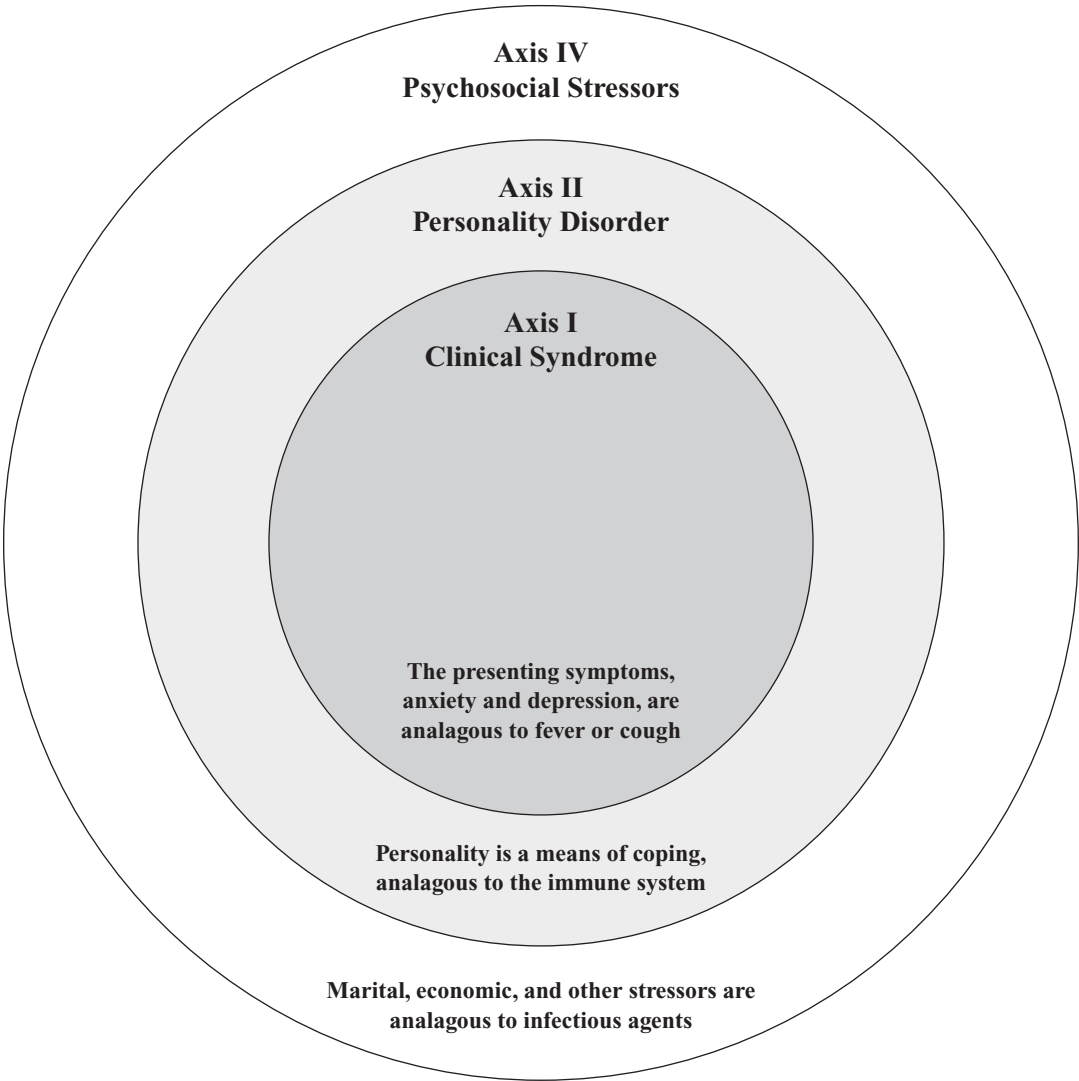 Axis IV
Psychosocial Stressors
Axis II
Personality Disorder
Axis I
Clinical Syndrome
The presenting symptoms,
anxiety and depression, are
analagous to fever or cough
Personality is a means of coping,
analagous to the immune system
Marital, economic, and other stressors are
analagous to infectious agents